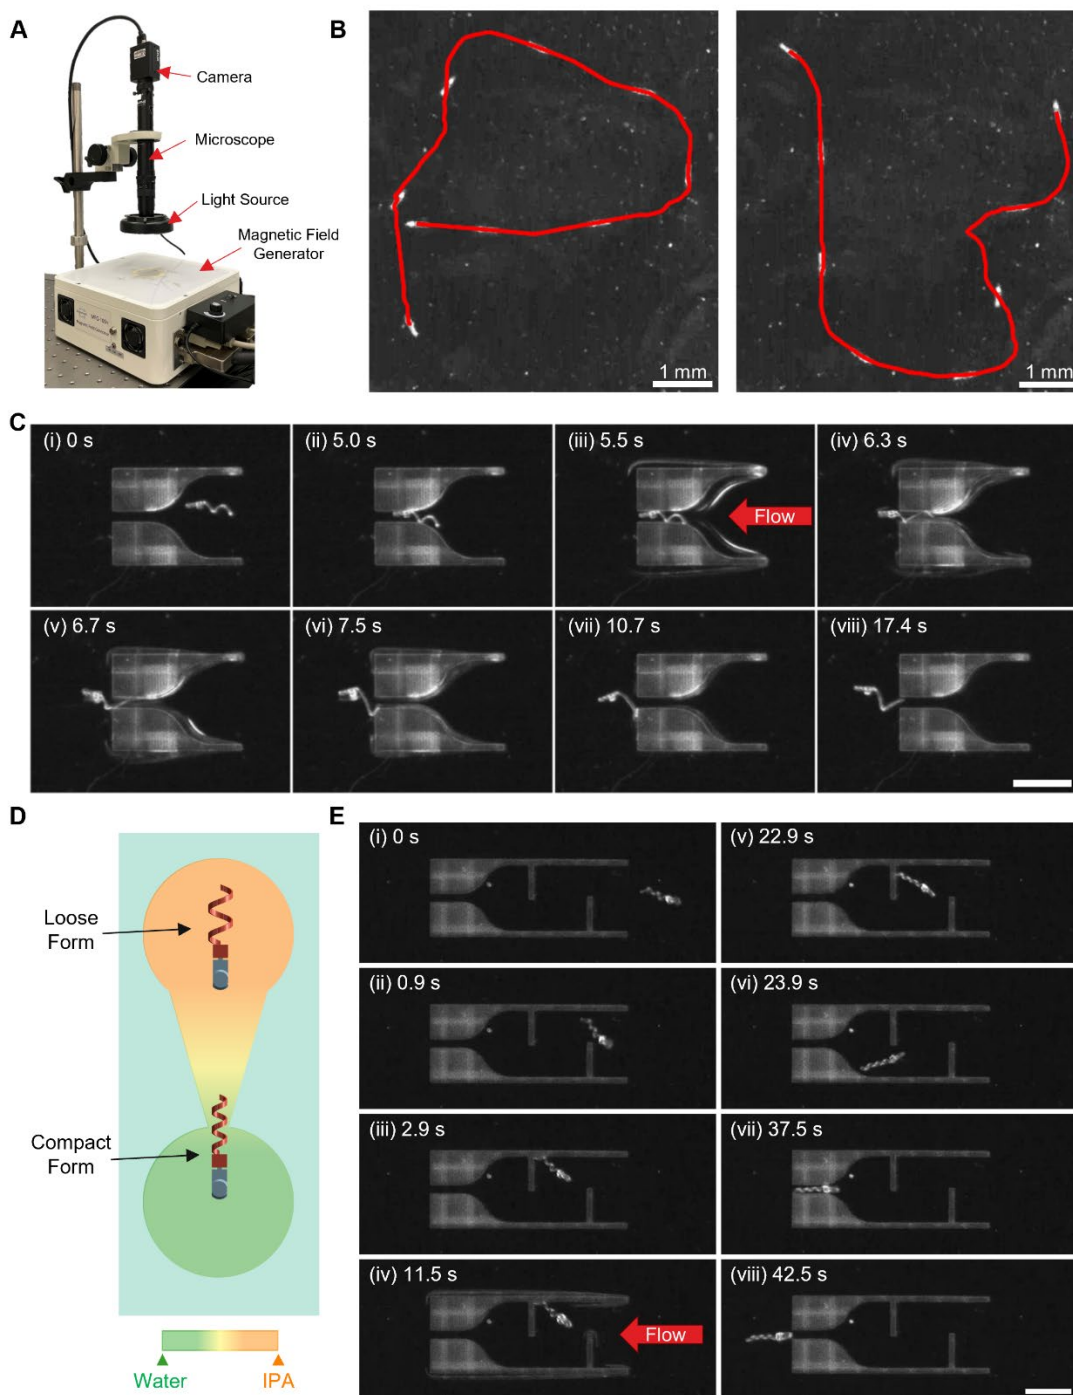 A
Camera
Microscope
Light Source
Magnetic Field
Generator
B
1 mm
1 mm
C
(i) 0 s
(ii) 5.0 s
(iii) 5.5 s
Flow
(iv) 6.3 s
(v) 6.7 s
(vi) 7.5 s
(vii) 10.7 s
(viii) 17.4 s
D
Loose
Form
Compact
Form
Water
IPA
E
(i) 0 s
(ii) 0.9 s
(iii) 2.9 s
(iv) 11.5 s
Flow
(v) 22.9 s
(vi) 23.9 s
(vii) 37.5 s
(viii) 42.5 s